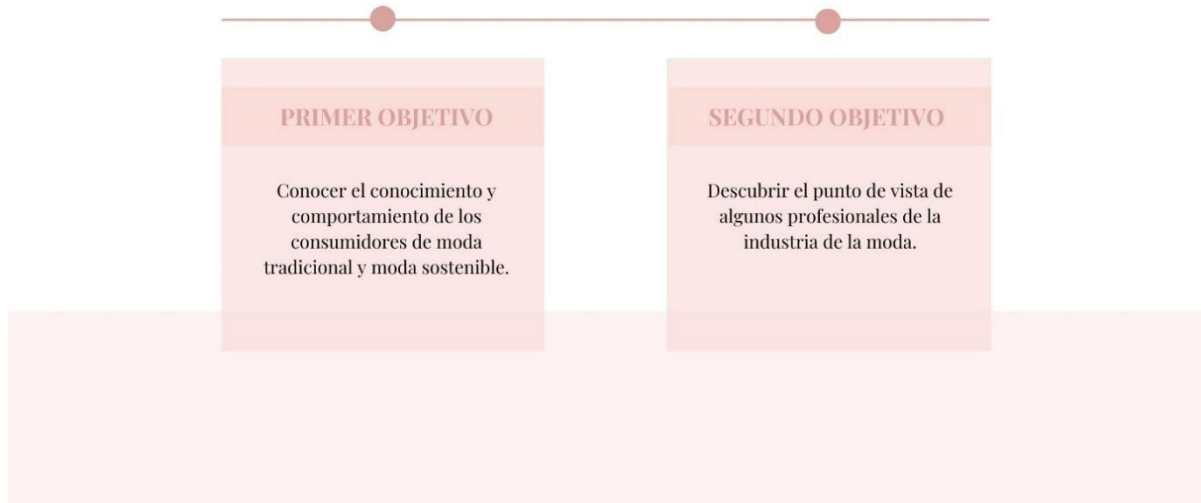 PRIMER OBJETIVO
Conocer el conocimiento y
comportamiento de los
consumidores de moda
tradicional y moda sostenible.
SEGUNDO OBJETIVO
Descubrir el punto de vista de
algunos profesionales de la
industria de la moda.